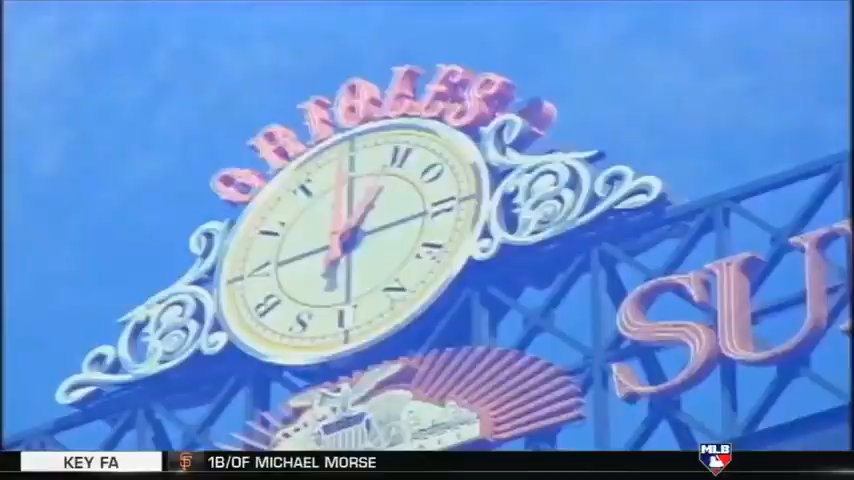 ORIOLES
BALTIMORE SUN
SU
MLB
KEY FA
1B/OF MICHAEL MORSE